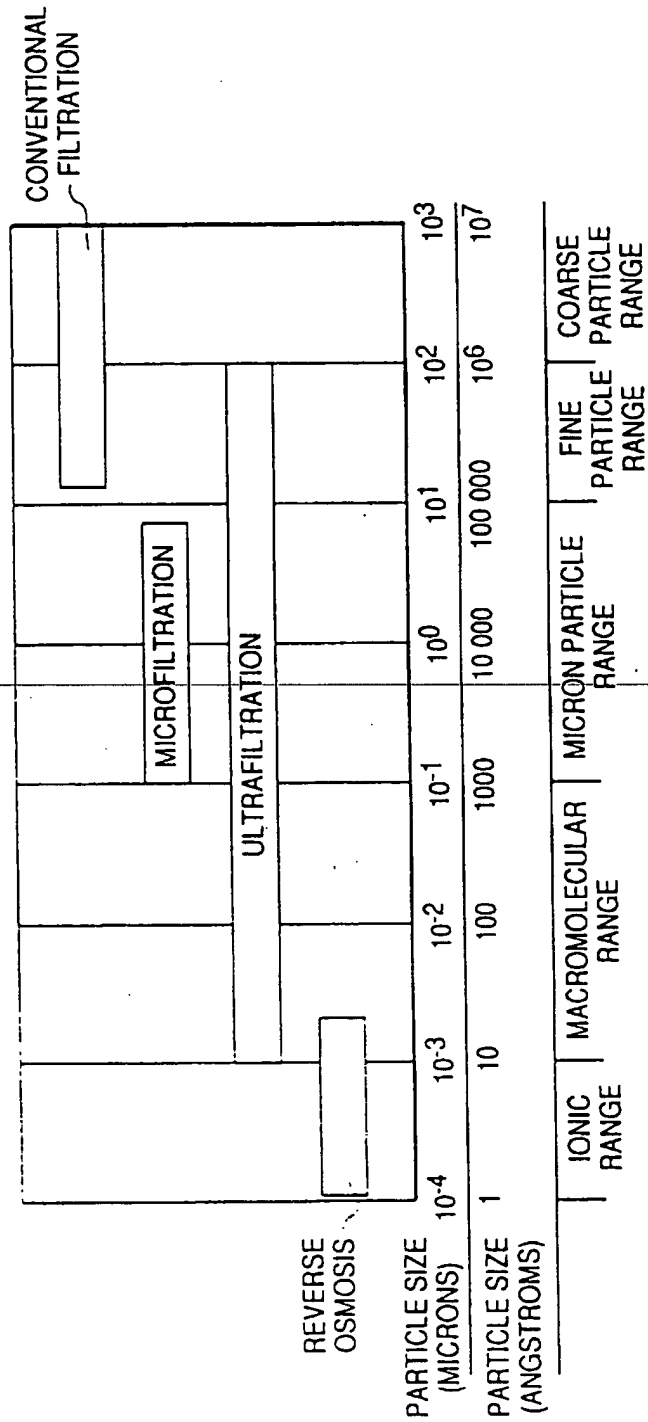 CONVENTIONAL
FILTRATION
MICROFILTRATION
ULTRAFILTRATION
REVERSE
OSMOSIS
PARTICLE SIZE
(MICRONS)
10⁻⁴ 10⁻³ 10⁻² 10⁻¹ 10⁰ 10¹ 10² 10³
PARTICLE SIZE
(ANGSTROMS)
1 10 100 1000 10 000 100 000 10⁶ 10⁷
IONIC
RANGE
MACROMOLECULAR
RANGE
MICRON PARTICLE
RANGE
FINE
PARTICLE
RANGE
COARSE
PARTICLE
RANGE